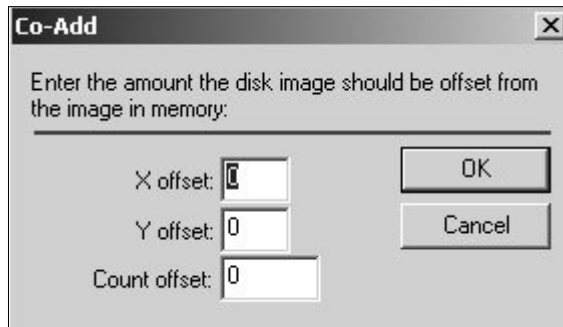 Co-Add
Enter the amount the disk image should be offset from
the image in memory:
X offset: 0
OK
Y offset: 0
Cancel
Count offset: 0